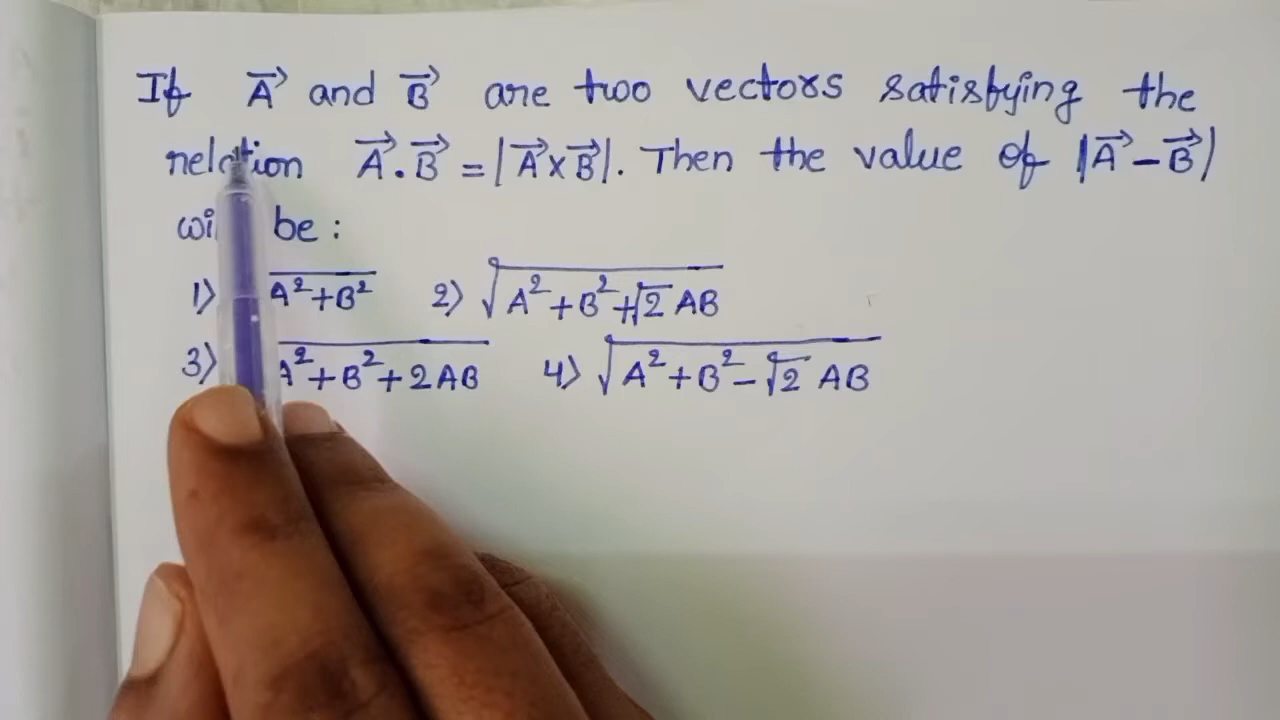 If A⃗ and B⃗ are two vectors satisfying the
relation A⃗.B⃗ = |A⃗×B⃗|. Then the value of |A⃗-B⃗|
be :
1) A²+B² 2) √(A²+B²+√2 AB)
3) A²+B²+2AB 4) √(A²+B²-√2 AB)